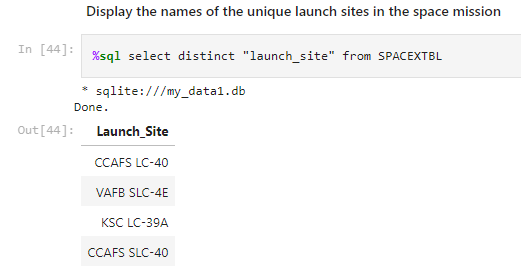 Display the names of the unique launch sites in the space mission
In [44]: %sql select distinct "launch_site" from SPACEXTBL
* sqlite:///my_data1.db
Done.
Out[44]: Launch_Site
CCAFS LC-40
VAFB SLC-4E
KSC LC-39A
CCAFS SLC-40